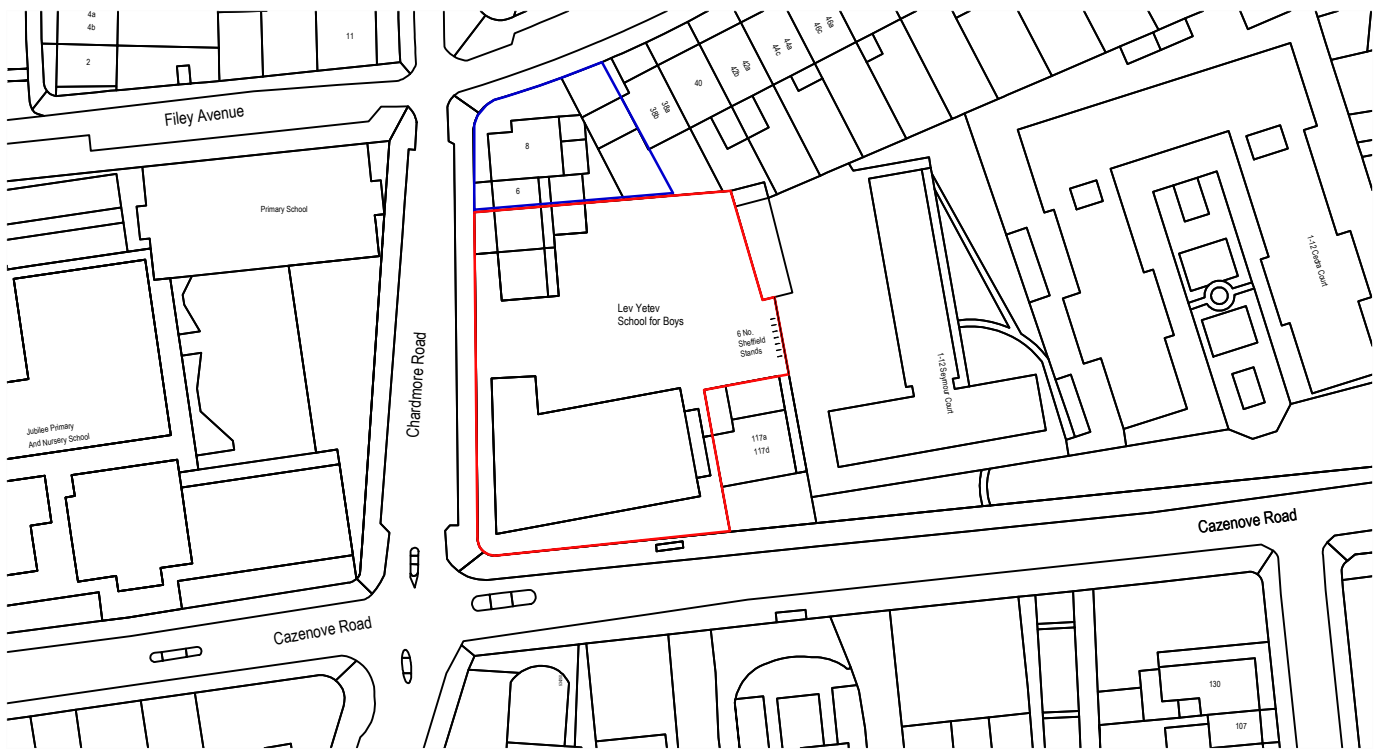 4a
4b
2
11
Filey Avenue
Primary School
Jubilee Primary
And Nursery School
Chardmore Road
8
6
38b
38a
40
42b
42a
44c
44a
46c
46a
Lev Yetev
School for Boys
6 No.
Sheffield
Stands
117a
117d
1-12 Seymour Court
1-12 Cedra Court
Cazenove Road
Cazenove Road
130
107